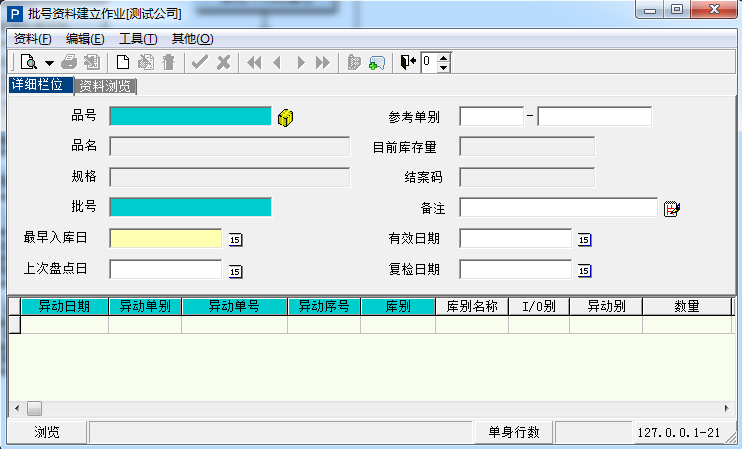 批号资料建立作业[测试公司]
资料(F) 编辑(E) 工具(T) 其他(O)
0
详细栏位 资料浏览
品号 参考单别 -
品名 目前库存量
规格 结案码
批号 备注
最早入库日 15 有效日期 15
上次盘点日 15 复检日期 15
异动日期 异动单别 异动单号 异动序号 库别 库别名称 I/O别 异动别 数量
浏览 单身行数 127.0.0.1-21